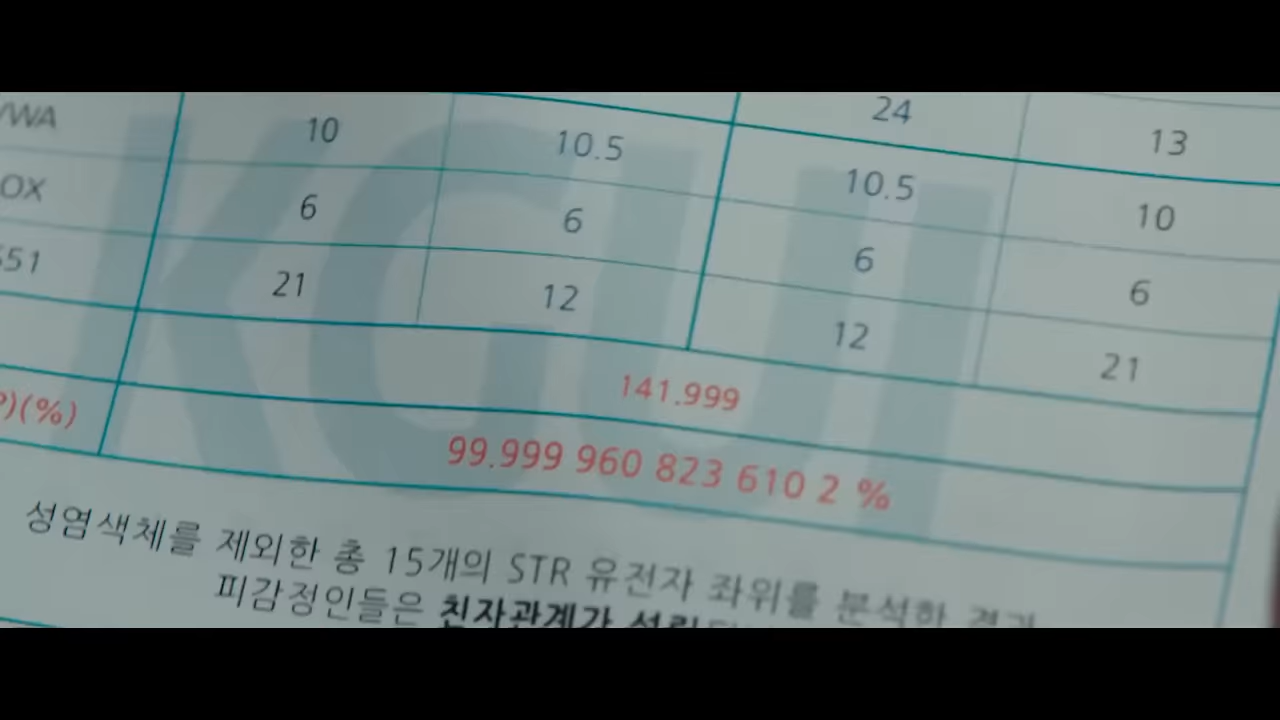 24 13
VWA 10 10.5 10.5 10
OX 6 6 6 6
S51 21 12 12 21
141.999
P)(%) 99.999 960 823 610 2 %
성염색체를 제외한 총 15개의 STR 유전자 좌위를 분석한 결과
피감정인들은 친자관계가